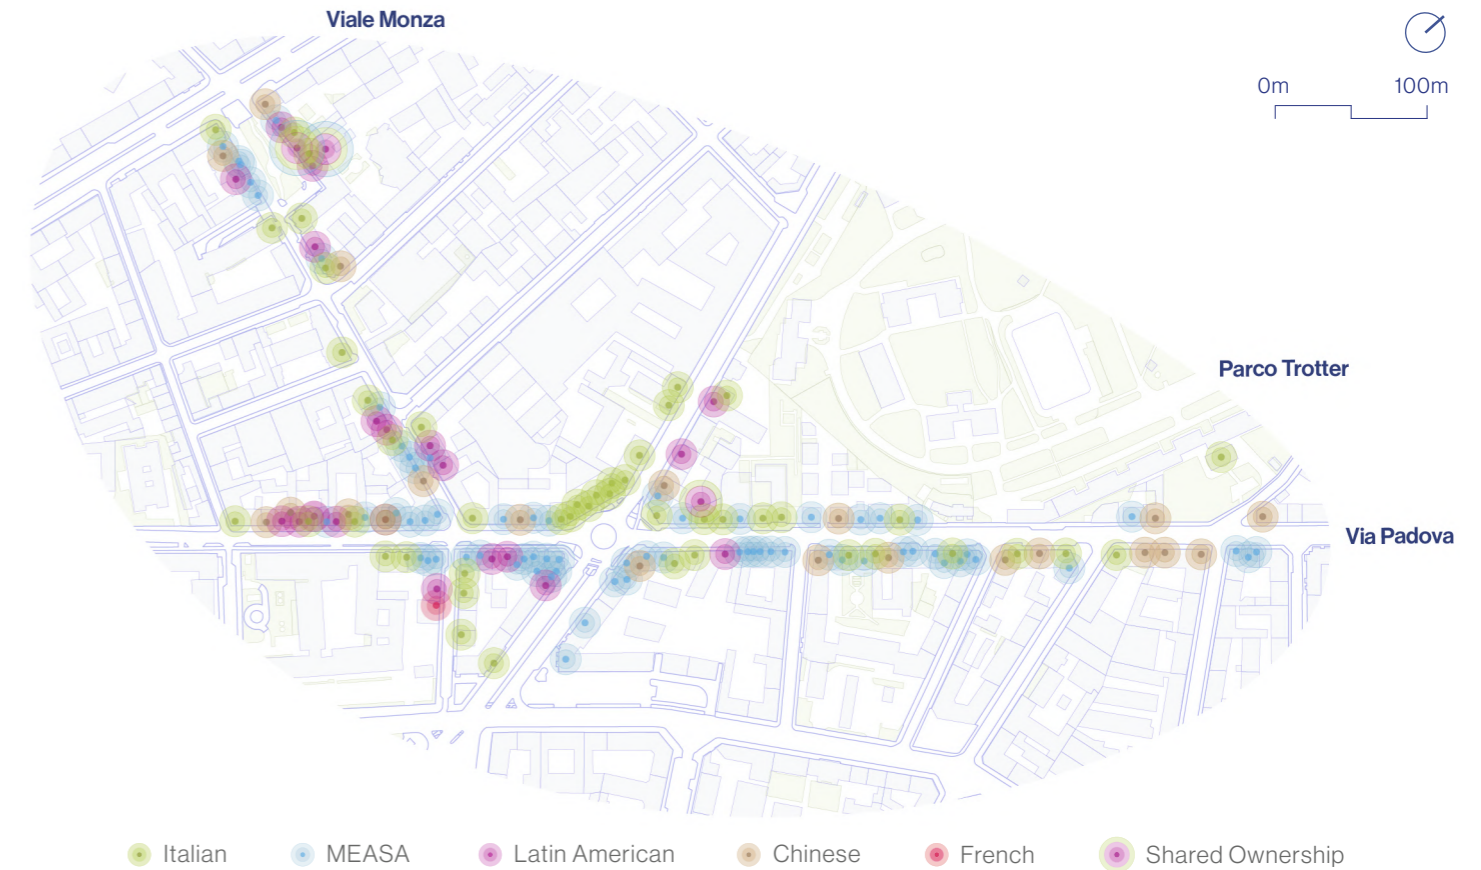 Viale Monza
0m 100m
Parco Trotter
Via Padova
Italian MEASA Latin American Chinese French Shared Ownership